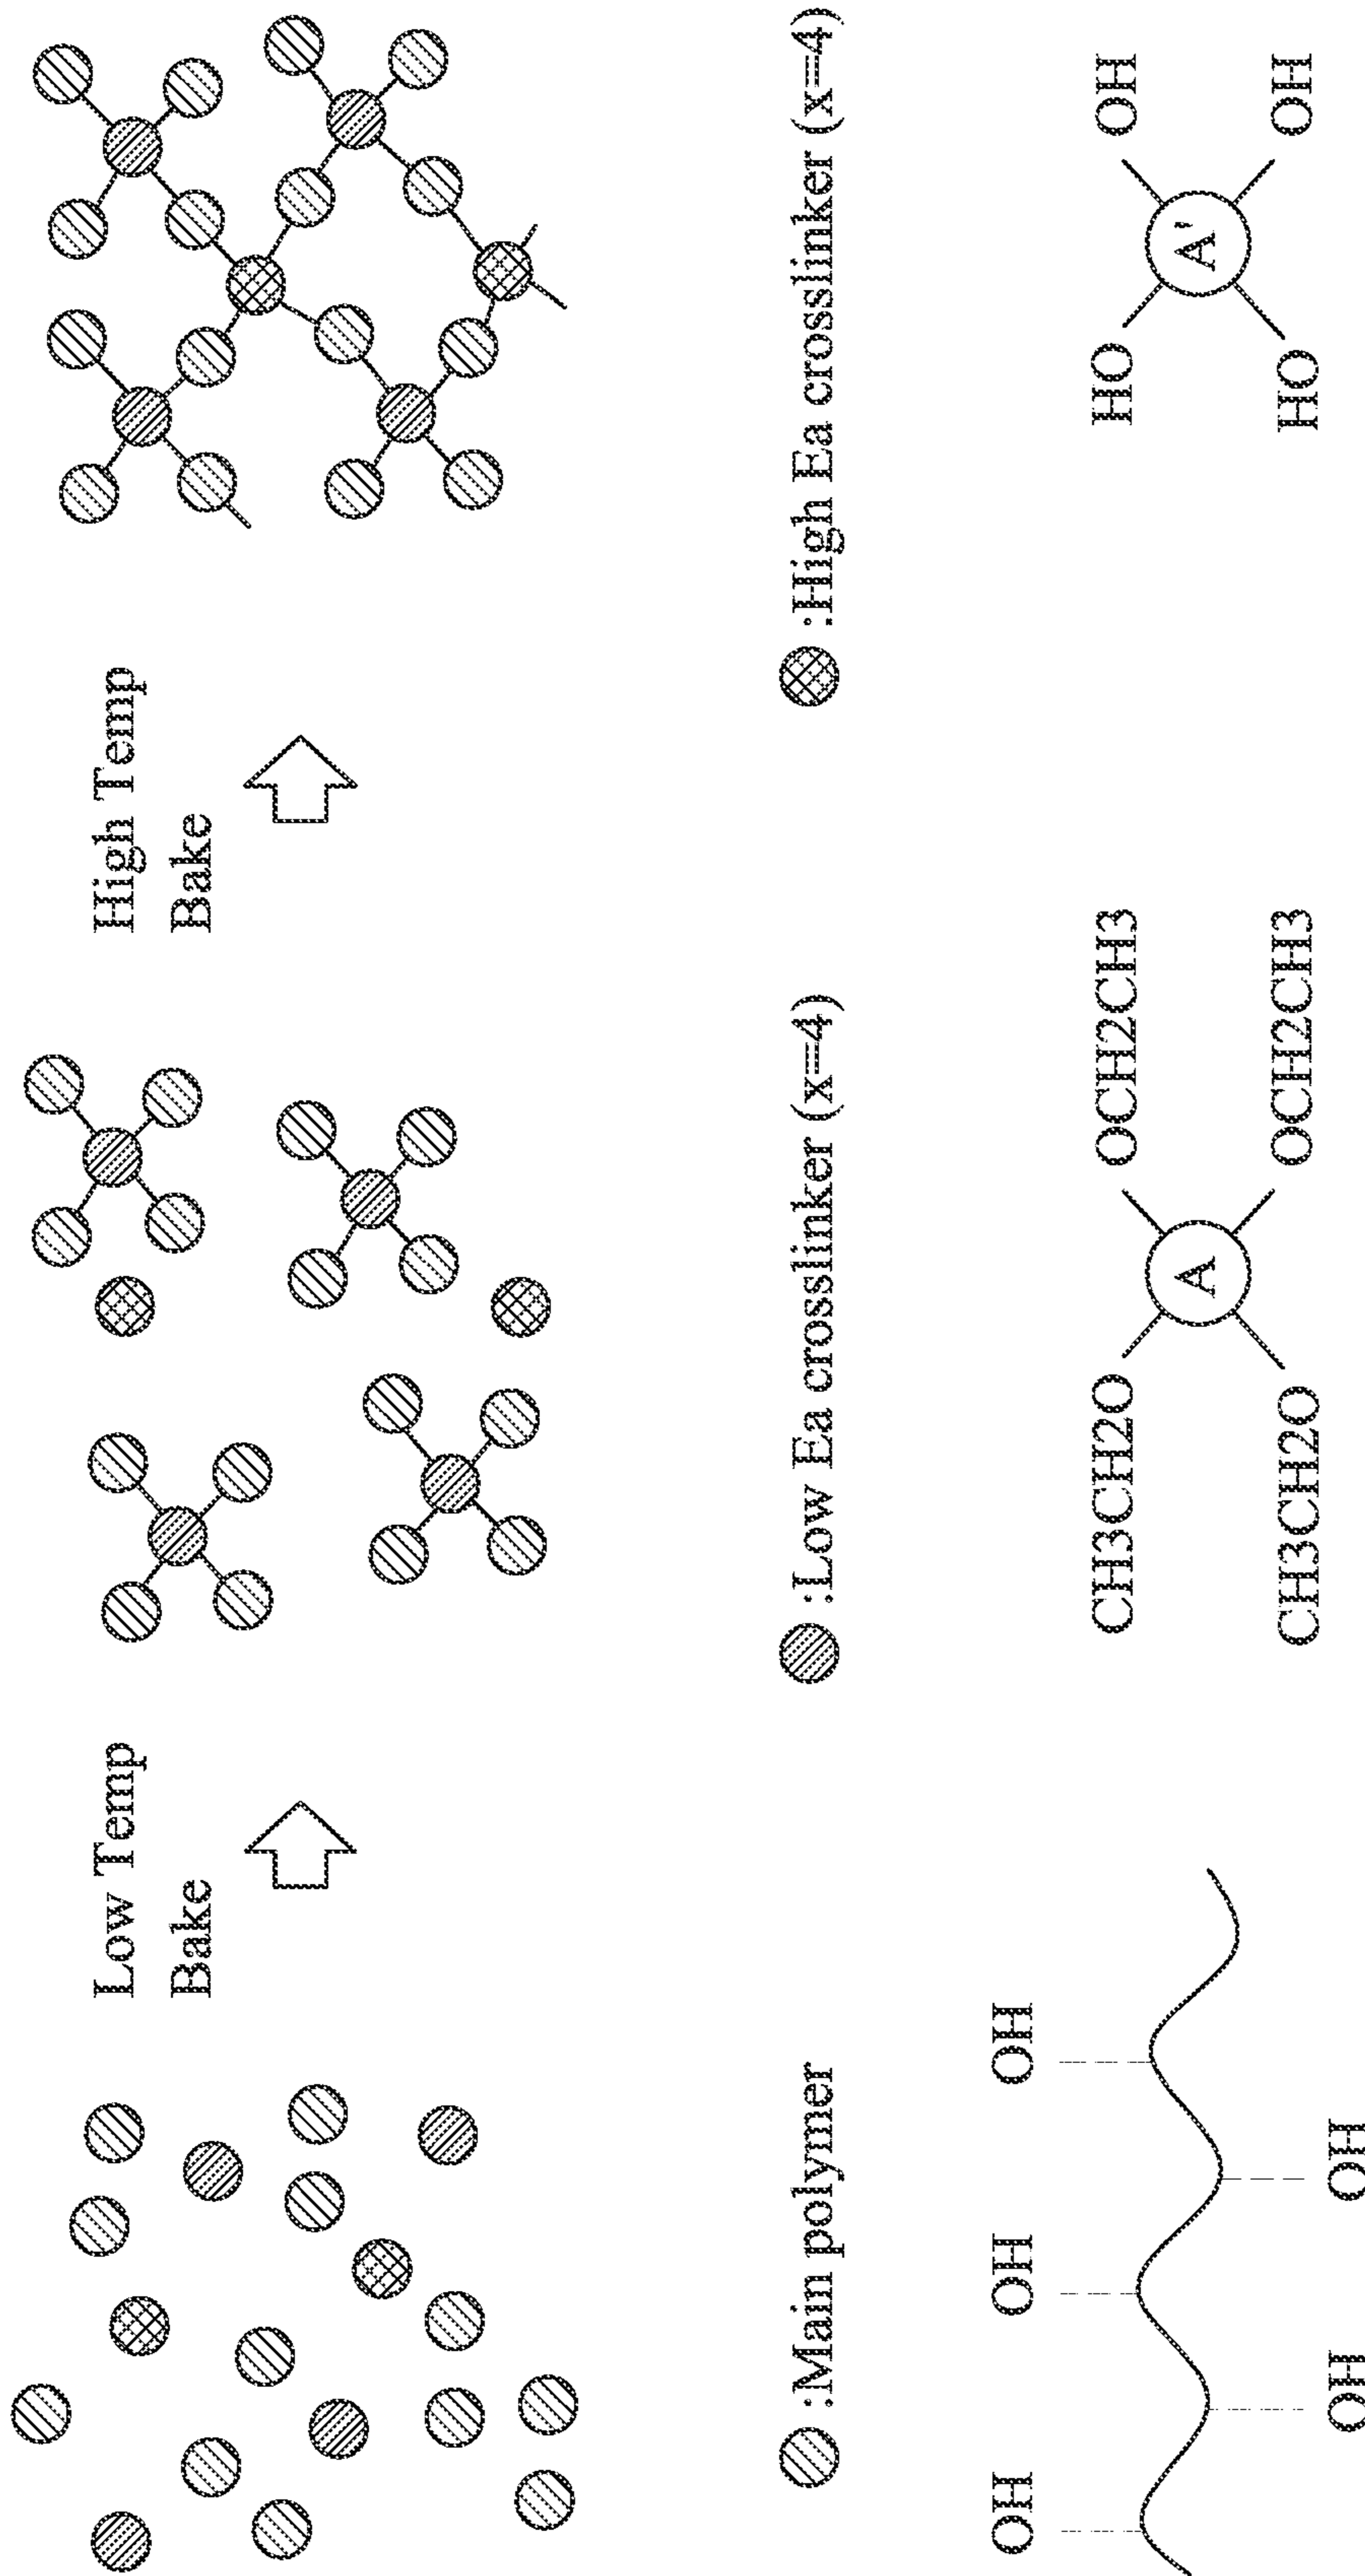 Low Temp
Bake
High Temp
Bake
:Main polymer
:Low Ea crosslinker (x=4)
:High Ea crosslinker (x=4)
OH OH OH
OH OH
CH3CH2O OCH2CH3
A
CH3CH2O OCH2CH3
HO OH
A'
HO OH